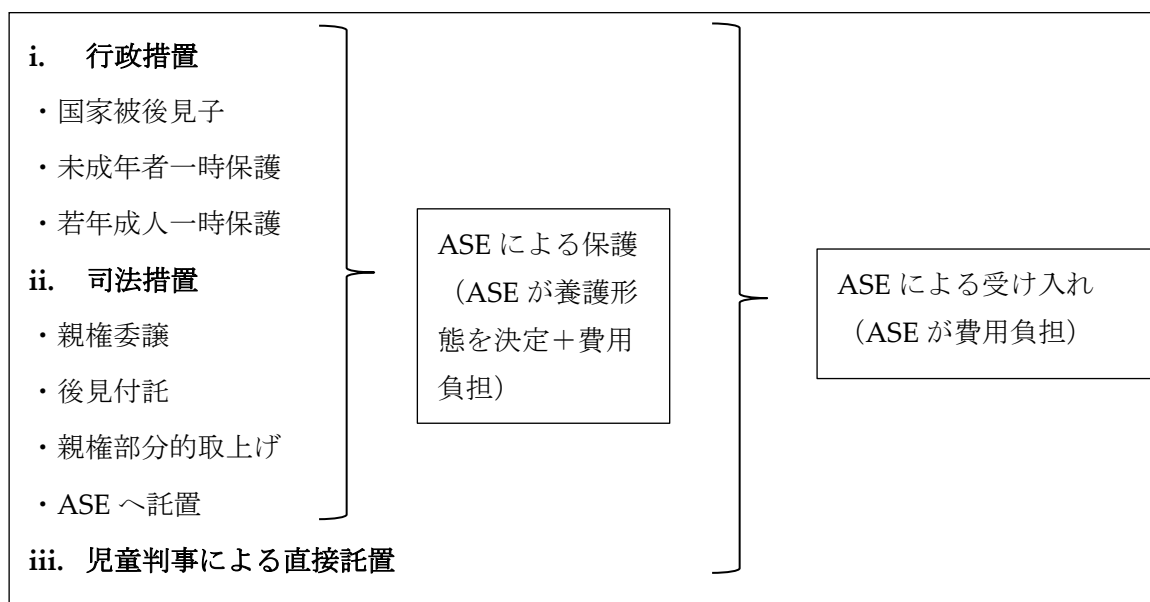 i. 行政措置
・国家被後見子
・未成年者一時保護
・若年成人一時保護
ii. 司法措置
・親権委譲
・後見付託
・親権部分的取上げ
・ASE へ託置
iii. 児童判事による直接託置
ASE による保護
（ASE が養護形
態を決定＋費用
負担）
ASE による受け入れ
（ASE が費用負担）